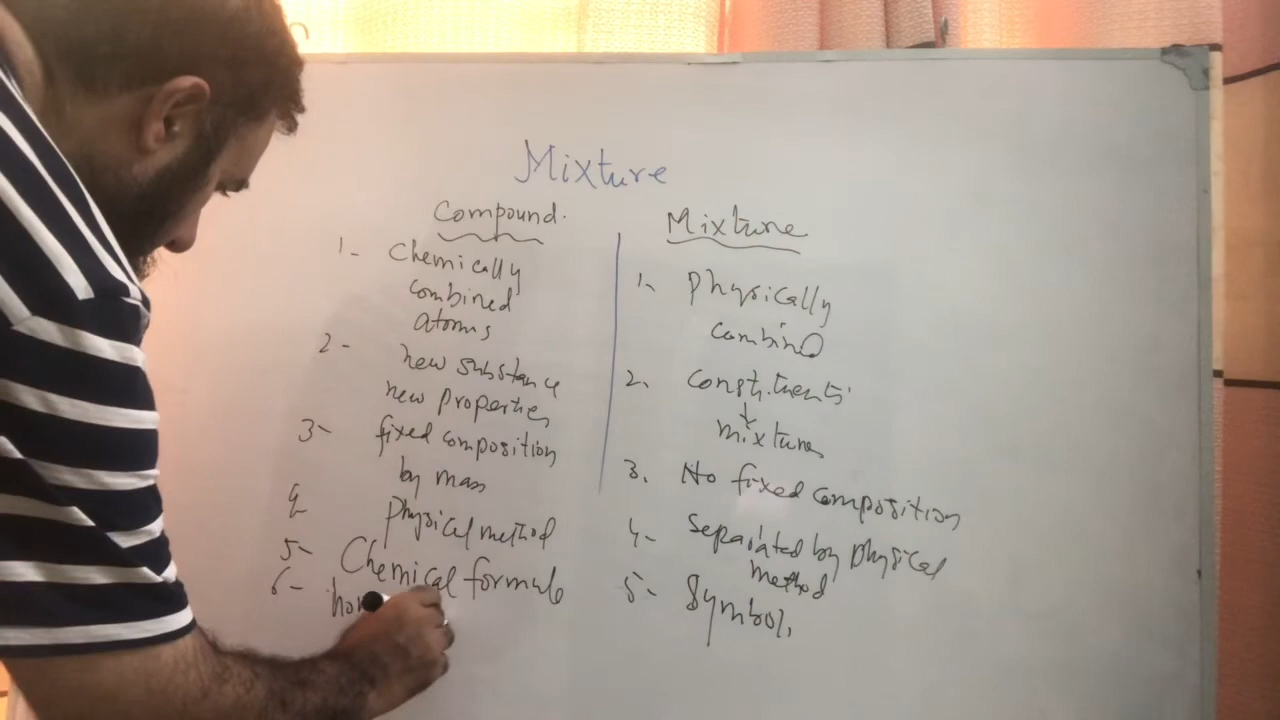 Mixture
Compound.
1- Chemically
combined
atoms
2- new substance
new properties
3- fixed composition
by mass
4 Physical method
5- Chemical formula
6- hom
Mixture
1. Physically
combined
2. Constituents
mixture
3. No fixed composition
4- Separated by physical
method
5- Symbol,